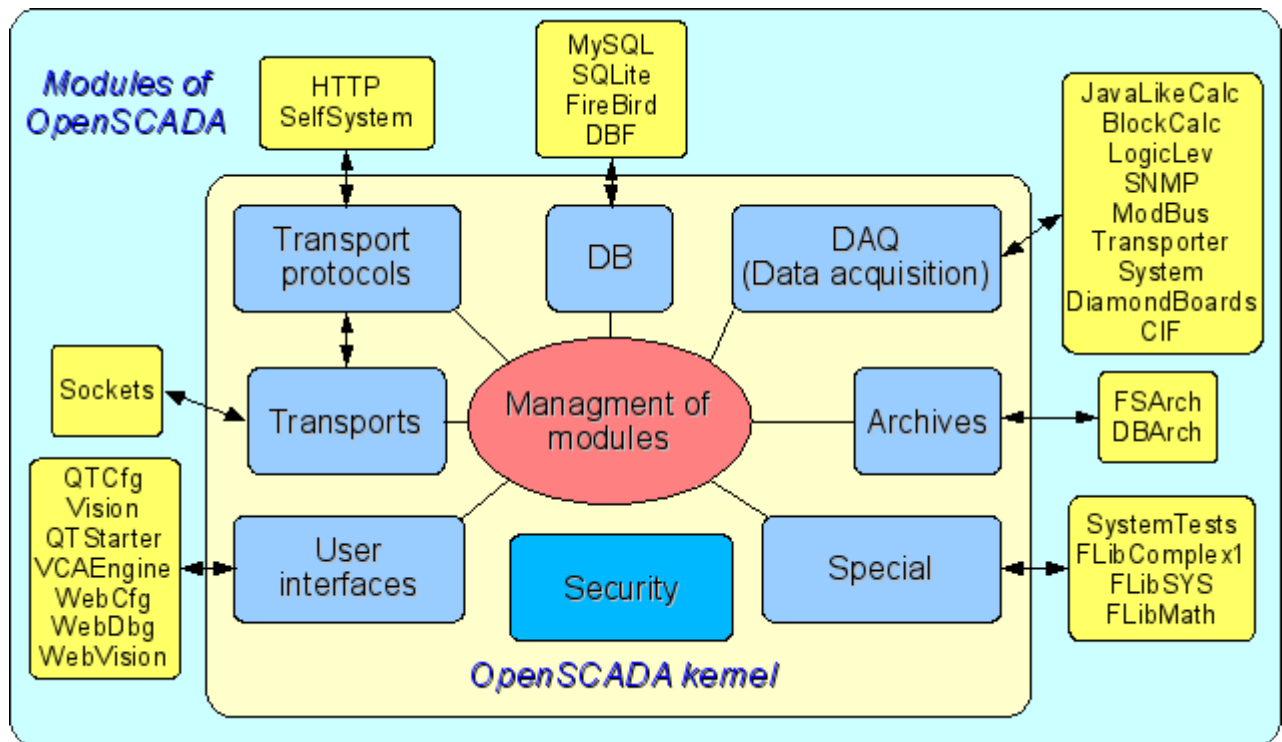 Modules of
OpenSCADA
HTTP
SelfSystem
MySQL
SQLite
FireBird
DBF
JavaLikeCalc
BlockCalc
LogicLev
SNMP
ModBus
Transporter
System
DiamondBoards
CIF
Transport
protocols
DB
DAQ
(Data acquisition)
Sockets
Transports
Managment of
modules
Archives
FSArch
DBArch
QTCfg
Vision
QTStarter
VCAEngine
WebCfg
WebDbg
WebVision
User
interfaces
Security
Special
SystemTests
FLibComplex1
FLibSYS
FLibMath
OpenSCADA kernel